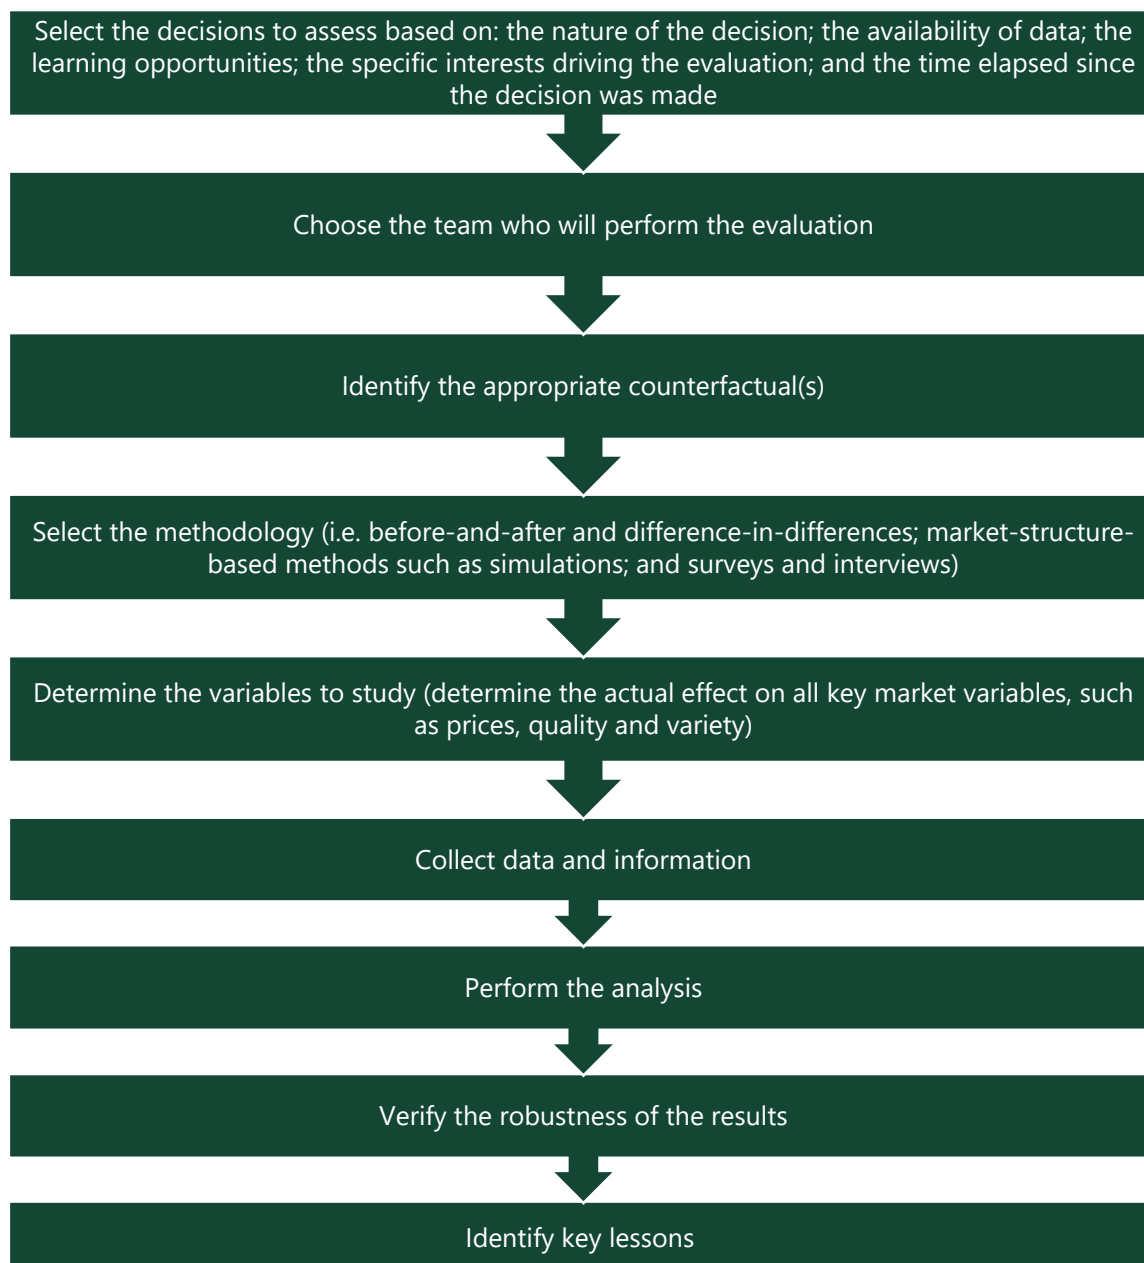 Select the decisions to assess based on: the nature of the decision; the availability of data; the
learning opportunities; the specific interests driving the evaluation; and the time elapsed since
the decision was made
Choose the team who will perform the evaluation
Identify the appropriate counterfactual(s)
Select the methodology (i.e. before-and-after and difference-in-differences; market-structure-
based methods such as simulations; and surveys and interviews)
Determine the variables to study (determine the actual effect on all key market variables, such
as prices, quality and variety)
Collect data and information
Perform the analysis
Verify the robustness of the results
Identify key lessons